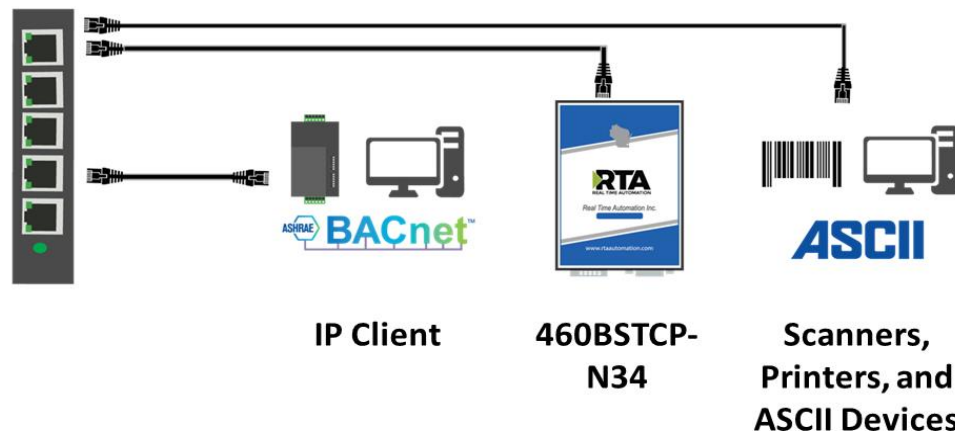 RTA
REAL TIME AUTOMATION
Real Time Automation Inc.
www.rtaautomation.com
ASHRAE BACnet™
ASCII
IP Client
460BSTCP-
N34
Scanners,
Printers, and
ASCII Devices